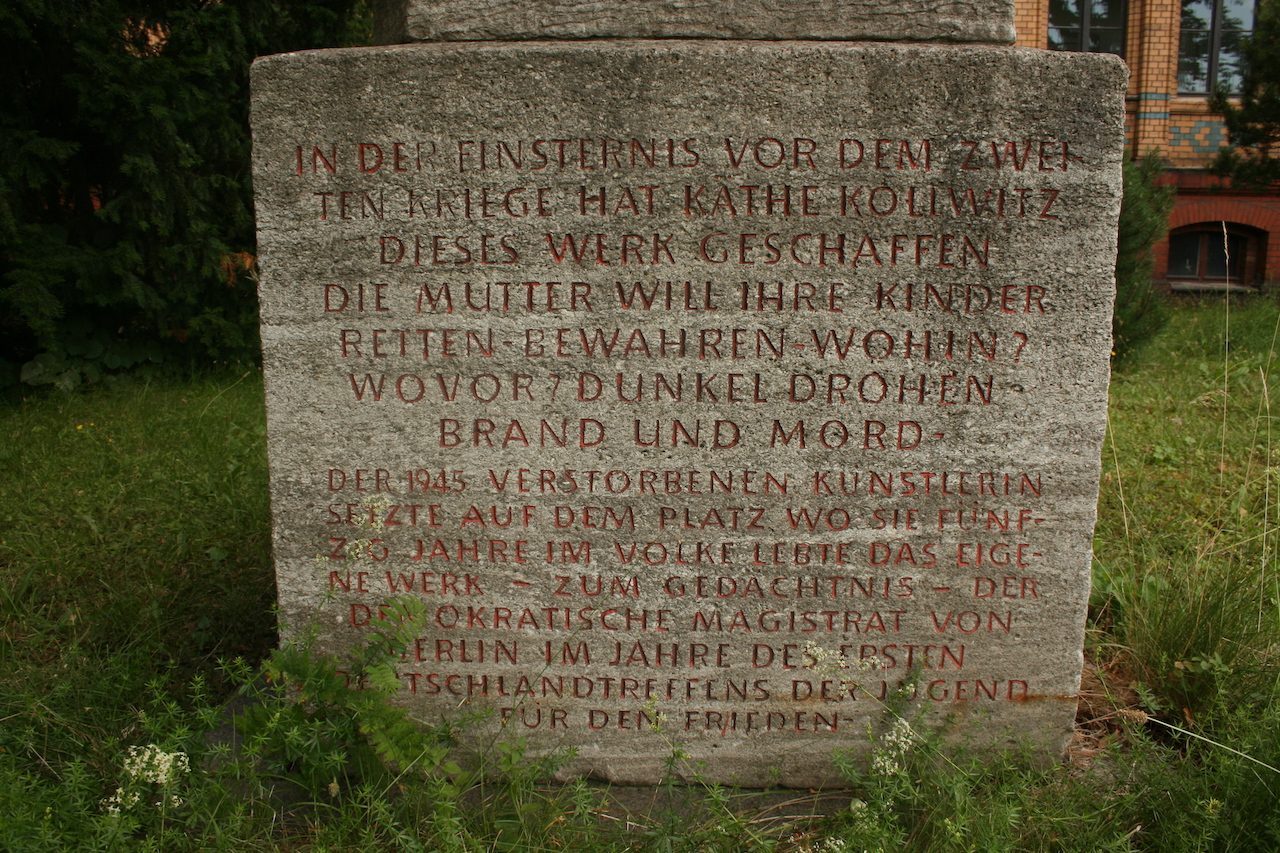 IN DER FINSTERNIS VOR DEM ZWEI-
TEN KRIEGE HAT KÄTHE KOLLWITZ
DIESES WERK GESCHAFFEN
DIE MUTTER WILL IHRE KINDER
RETTEN-BEWAHREN-WOHIN?
WOVOR? DUNKEL DROHEN
BRAND UND MORD-
DER 1945 VERSTORBENEN KÜNSTLERIN
SETZTE AUF DEM PLATZ WO SIE FÜNF-
ZIG JAHRE IM VOLKE LEBTE DAS EIGE-
NE WERK - ZUM GEDÄCHTNIS - DER
DEMOKRATISCHE MAGISTRAT VON
BERLIN IM JAHRE DES ERSTEN
DEUTSCHLANDTREFFENS DER JUGEND
FÜR DEN FRIEDEN-